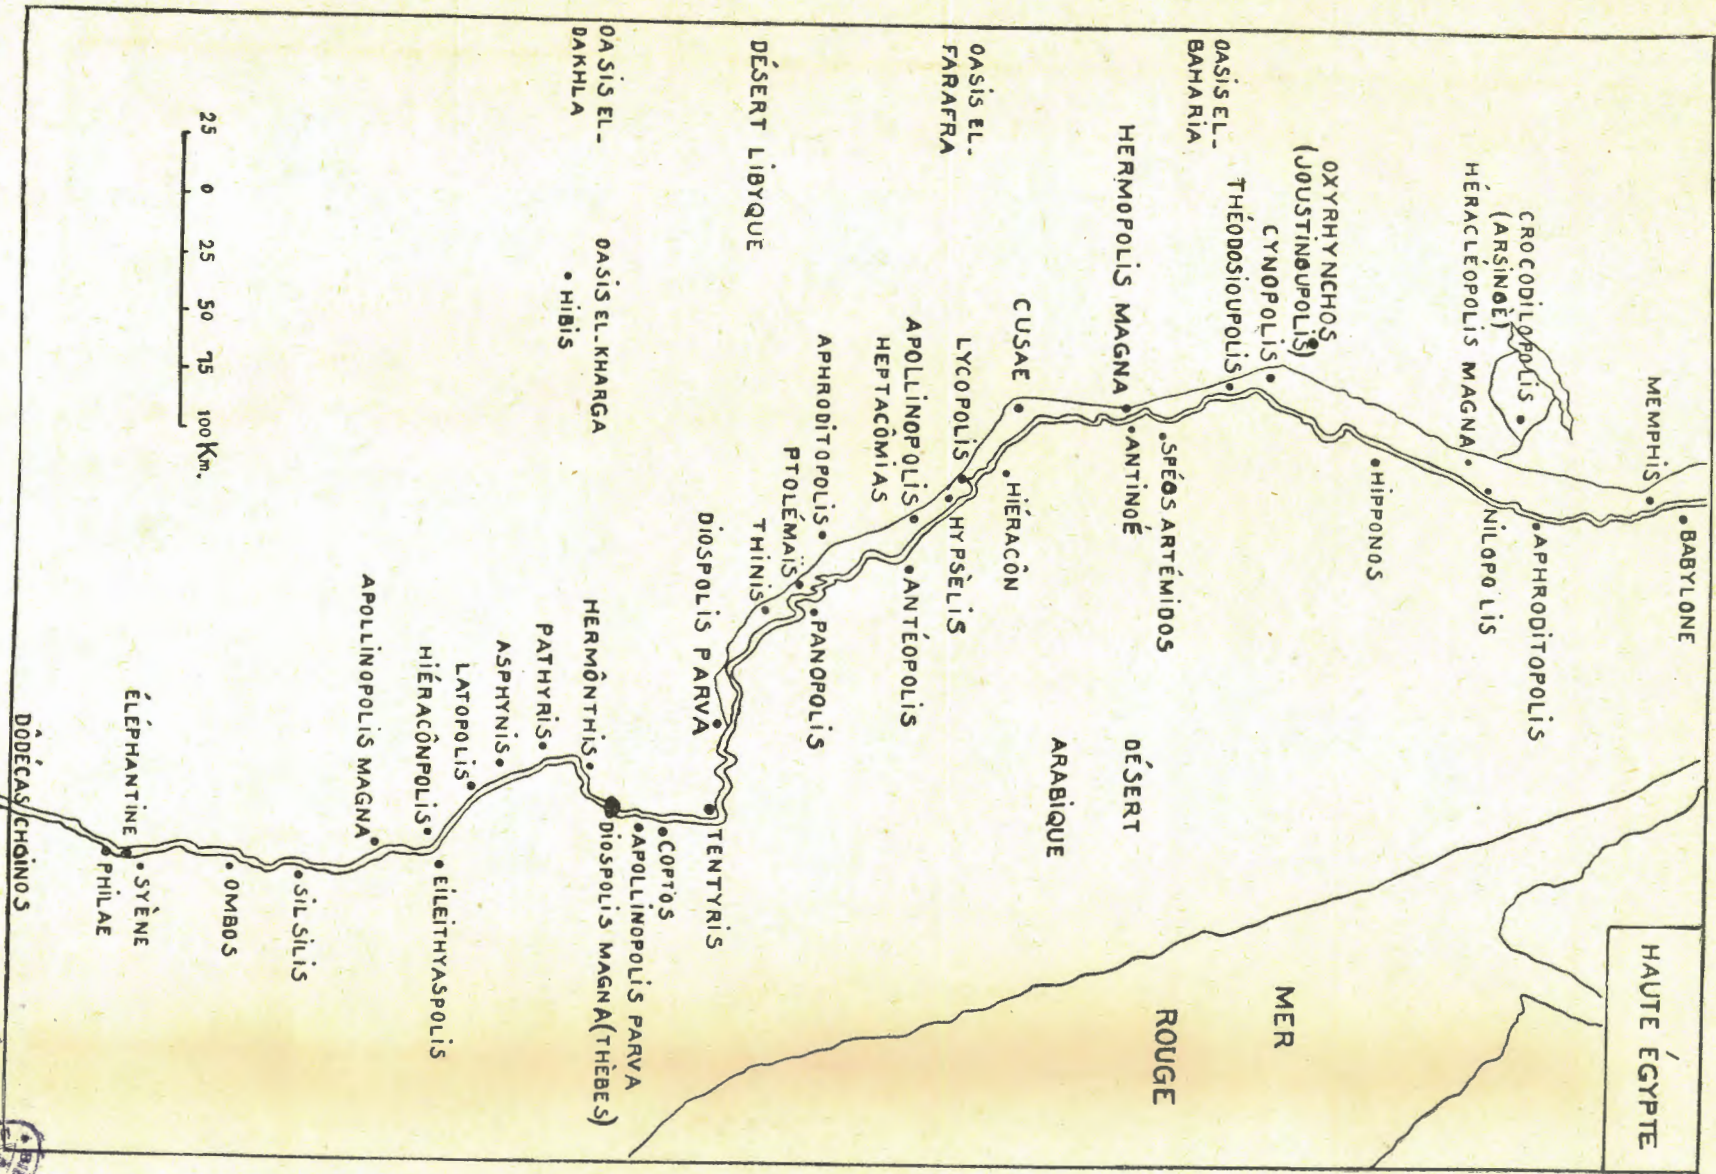 HAUTE ÉGYPTE
BABYLONE
MEMPHIS
CROCODILOPOLIS
(ARSINOÈ)
APHRODITOPOLIS
NILOPOLIS
HÉRACLÉOPOLIS MAGNA
HIPPONOS
OXYRHYNCHOS
(JOUSTINOUPOLIS)
CYNOPOLIS
THÉODOSIOUPOLIS
OASIS EL-
BAHARIA
SPÉOS ARTÉMIDOS
HERMOPOLIS MAGNA
ANTINOÉ
MER
ROUGE
DÉSERT
ARABIQUE
CUSAE
HIÉRACÔN
OASIS EL-
FARAFRA
LYCOPOLIS
HYPSÈLIS
APOLLINOPOLIS
HEPTACÔMIAS
ANTÉOPOLIS
APHRODITOPOLIS
PANOPOLIS
PTOLÉMAÏS
THINIS
DÉSERT LIBYQUE
DIOSPOLIS PARVA
TENTYRIS
COPTOS
APOLLINOPOLIS PARVA
DIOSPOLIS MAGNA (THÈBES)
HERMÔNTHIS
OASIS EL-
DAKHLA
OASIS EL-KHARGA
HIBIS
PATHYRIS
ASPHYNIS
LATOPOLIS
EILEITHYASPOLIS
HIÉRACÔNPOLIS
APOLLINOPOLIS MAGNA
SILSILIS
OMBOS
SYÈNE
ÉLÉPHANTINE
PHILAE
DÔDÉCASCHOINOS
25 0 25 50 75 100 Km.